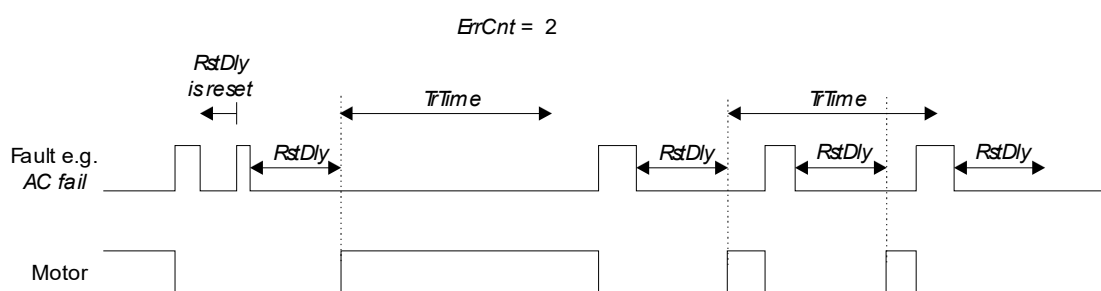 ErrCnt = 2
RstDly
is reset
TrTime
TrTime
Fault e.g.
AC fail
RstDly
RstDly
RstDly
RstDly
Motor